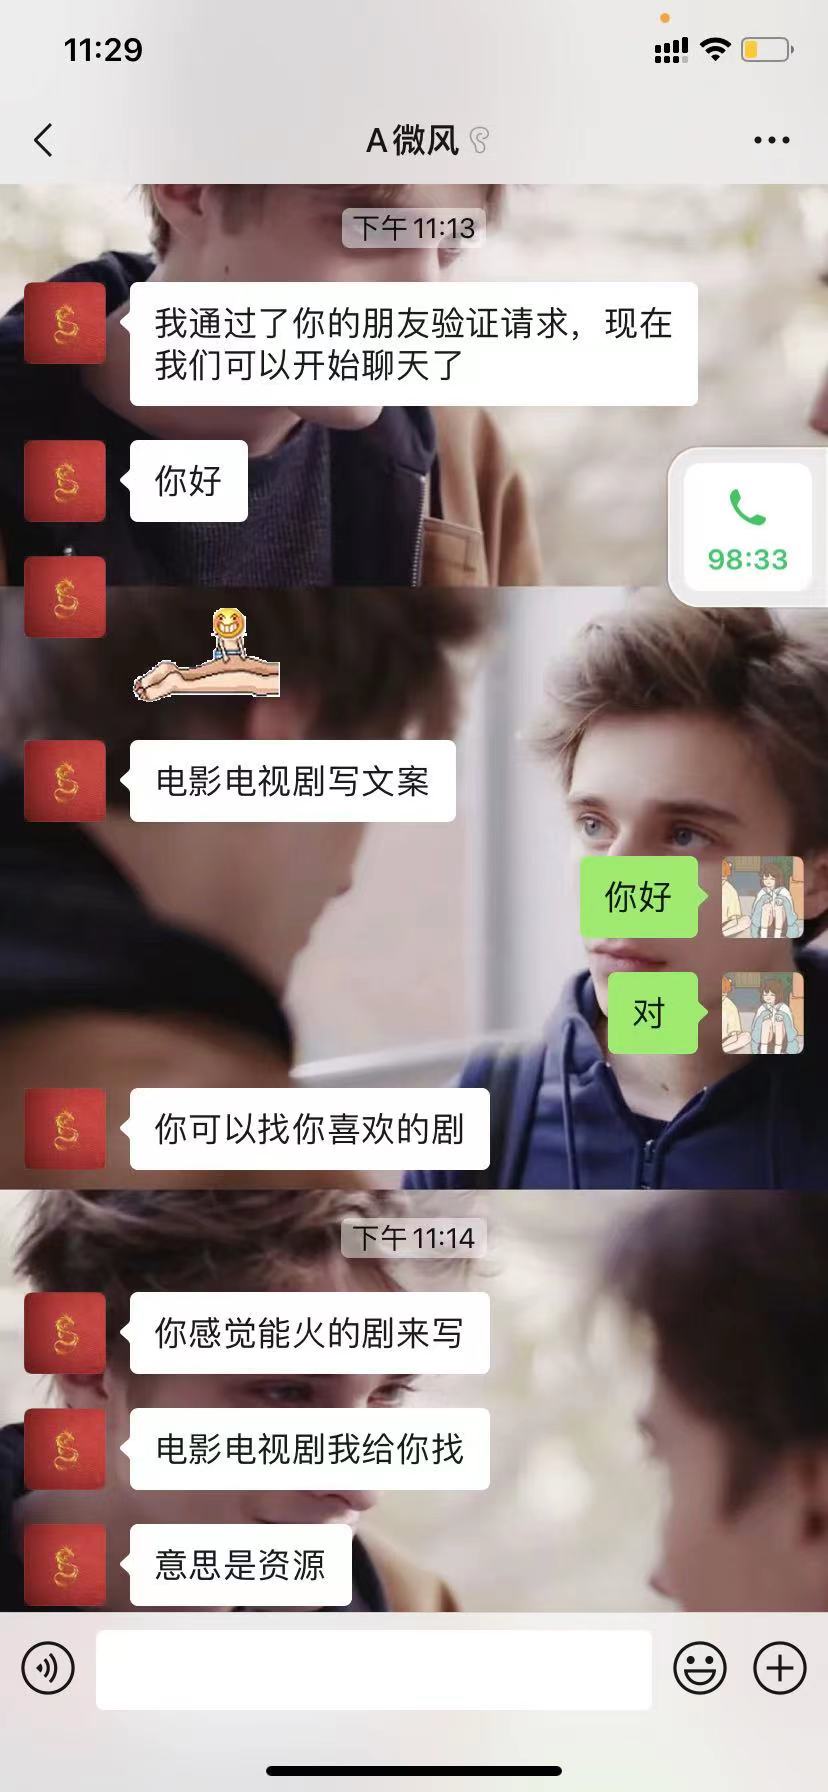 11:29
A微风
下午 11:13
我通过了你的朋友验证请求，现在
我们可以开始聊天了
你好
98:33
电影电视剧写文案
你好
对
你可以找你喜欢的剧
下午 11:14
你感觉能火的剧来写
电影电视剧我给你找
意思是资源